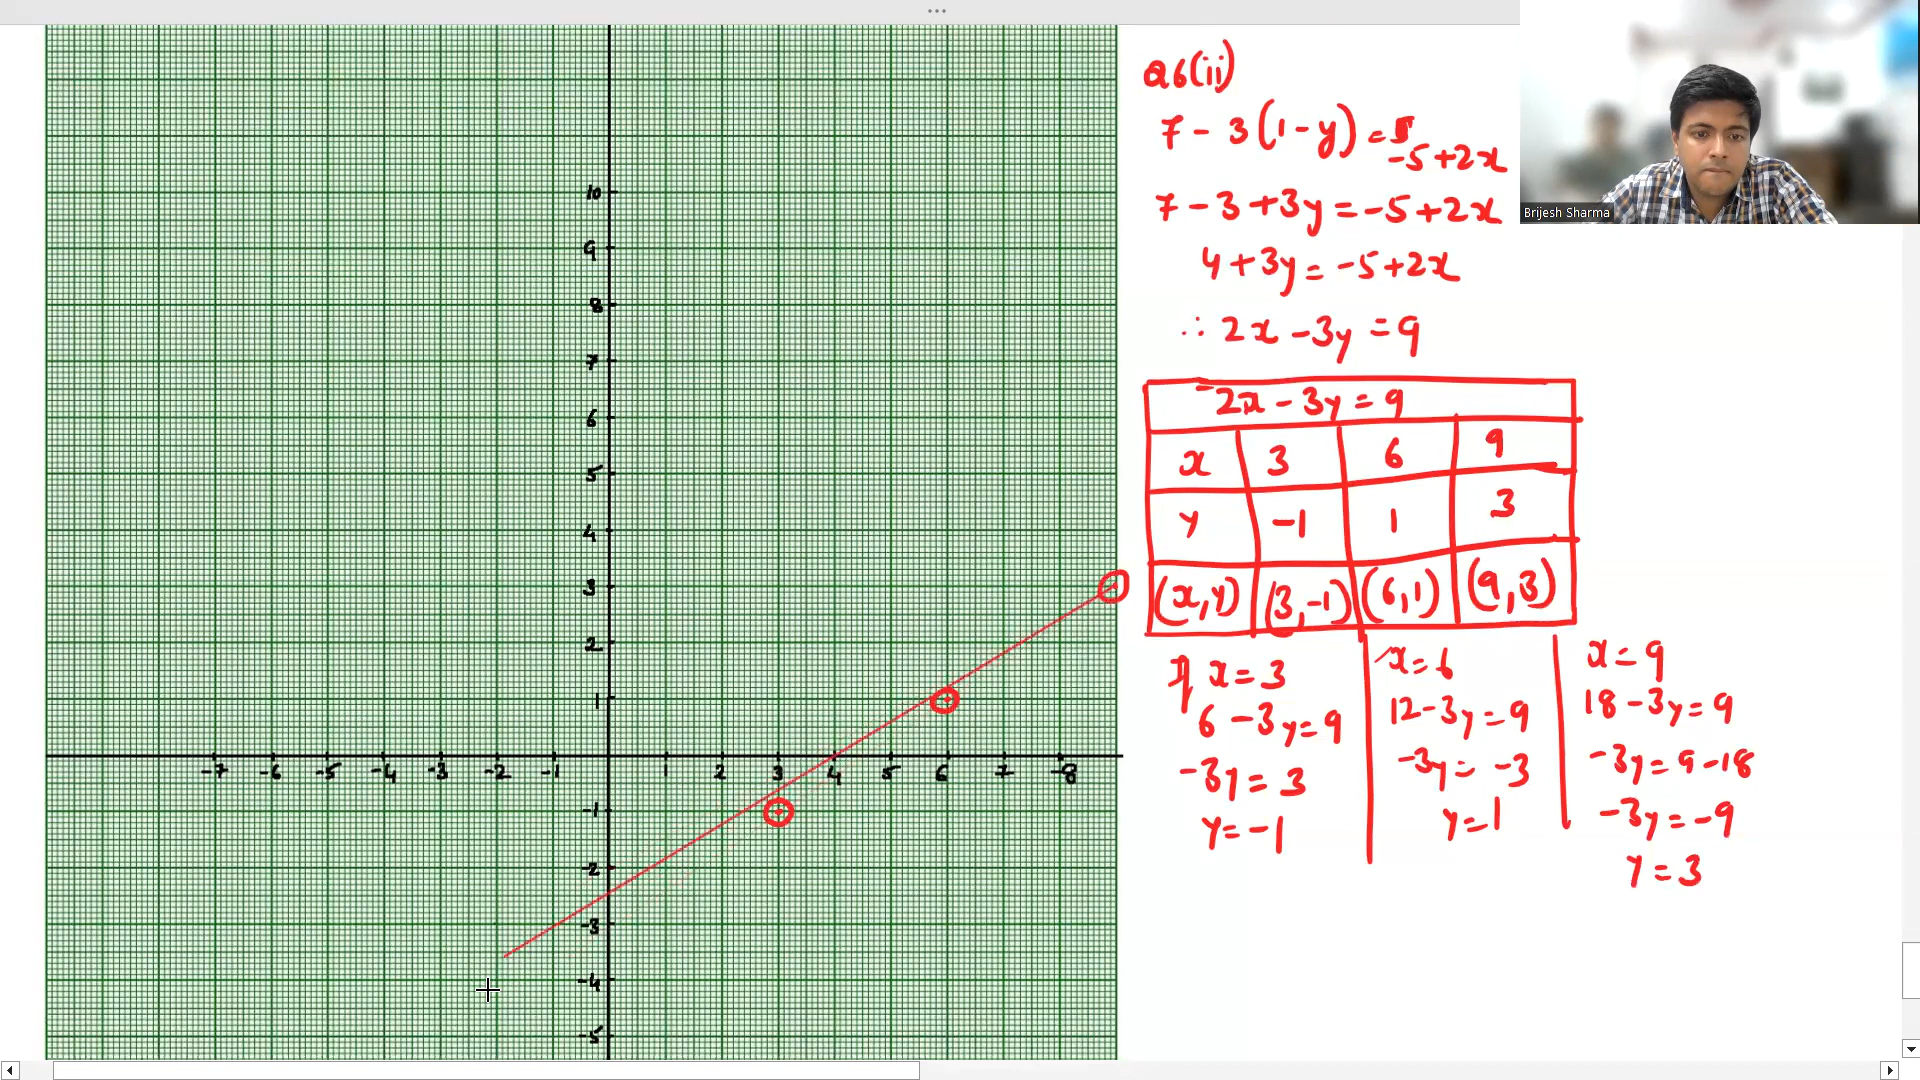 10
9
8
7
6
5
4
3
2
1
-7 -6 -5 -4 -3 -2 -1 1 2 3 4 5 6 7 -8
-1
-2
-3
-4
-5
Q6(ii)
7 - 3(1 - y) =
-5 + 2x
7 - 3 + 3y = -5 + 2x
4 + 3y = -5 + 2x
∴ 2x - 3y = 9
2x - 3y = 9
x 3 6 9
y -1 1 3
(x,y) (3,-1) (6,1) (9,3)
If x = 3
6 - 3y = 9
-3y = 3
y = -1
x = 6
12 - 3y = 9
-3y = -3
y = 1
x = 9
18 - 3y = 9
-3y = 9 - 18
-3y = -9
y = 3
Brijesh Sharma